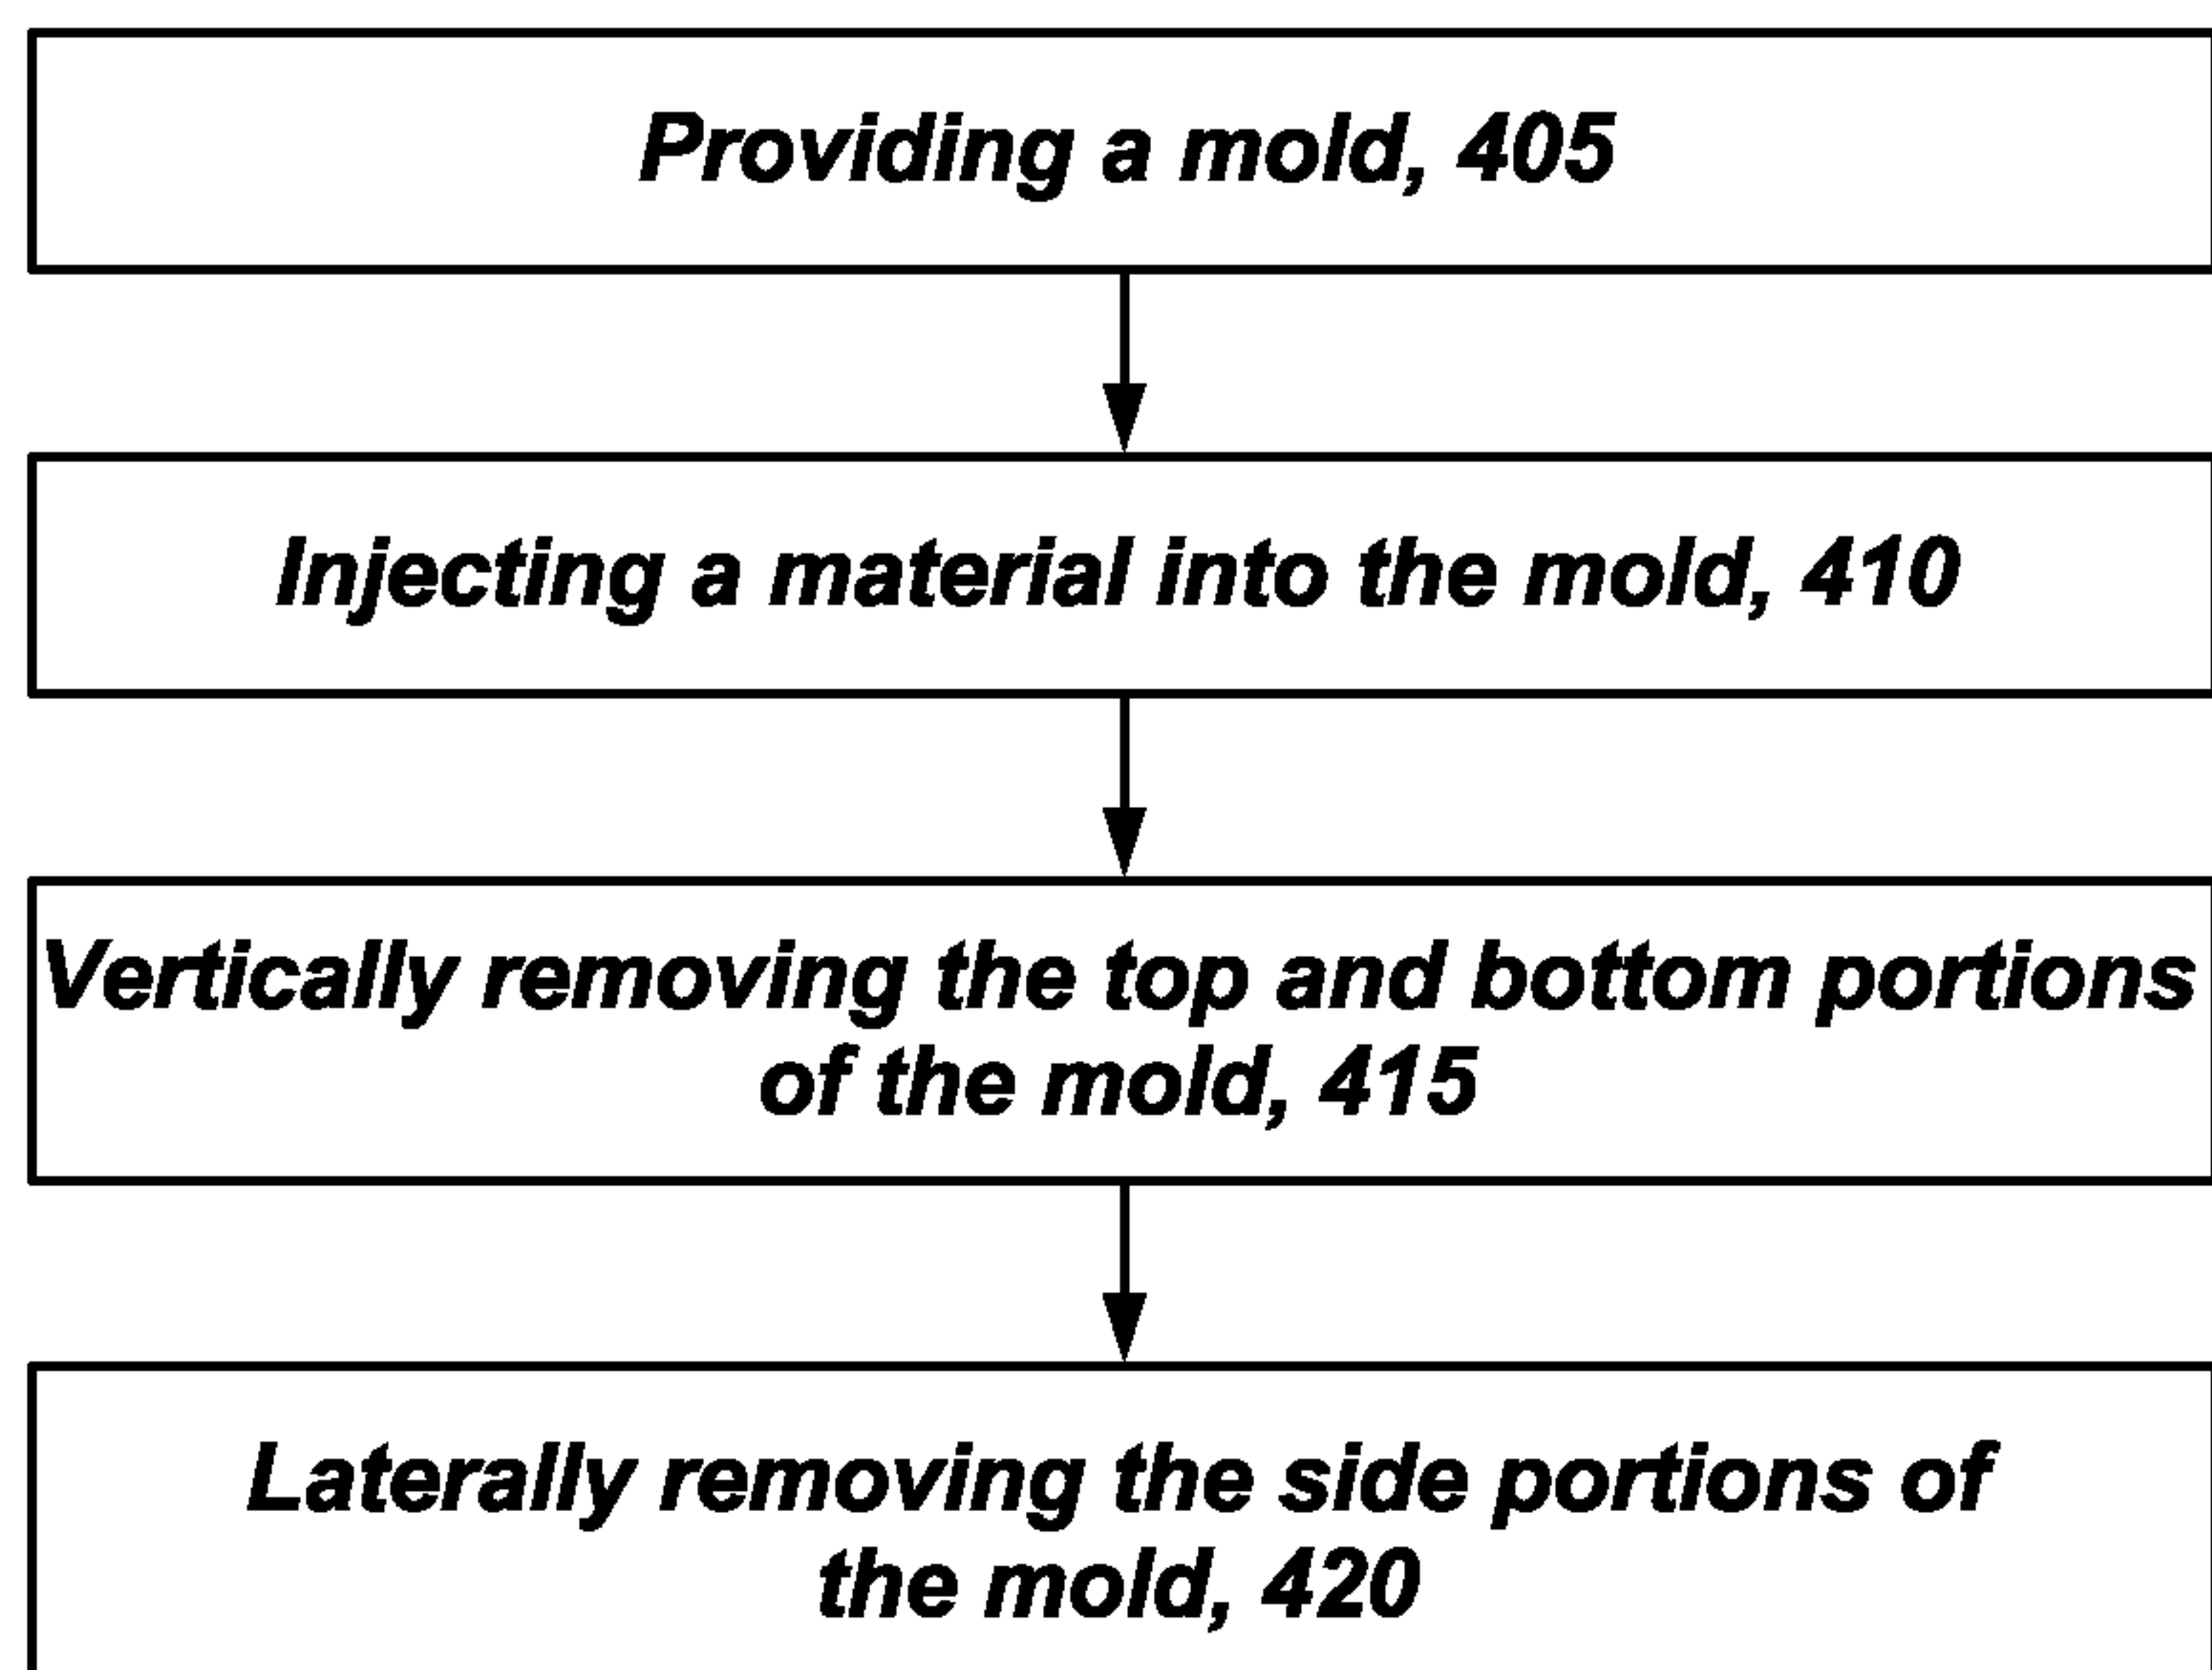 Providing a mold, 405
Injecting a material into the mold, 410
Vertically removing the top and bottom portions
of the mold, 415
Laterally removing the side portions of
the mold, 420